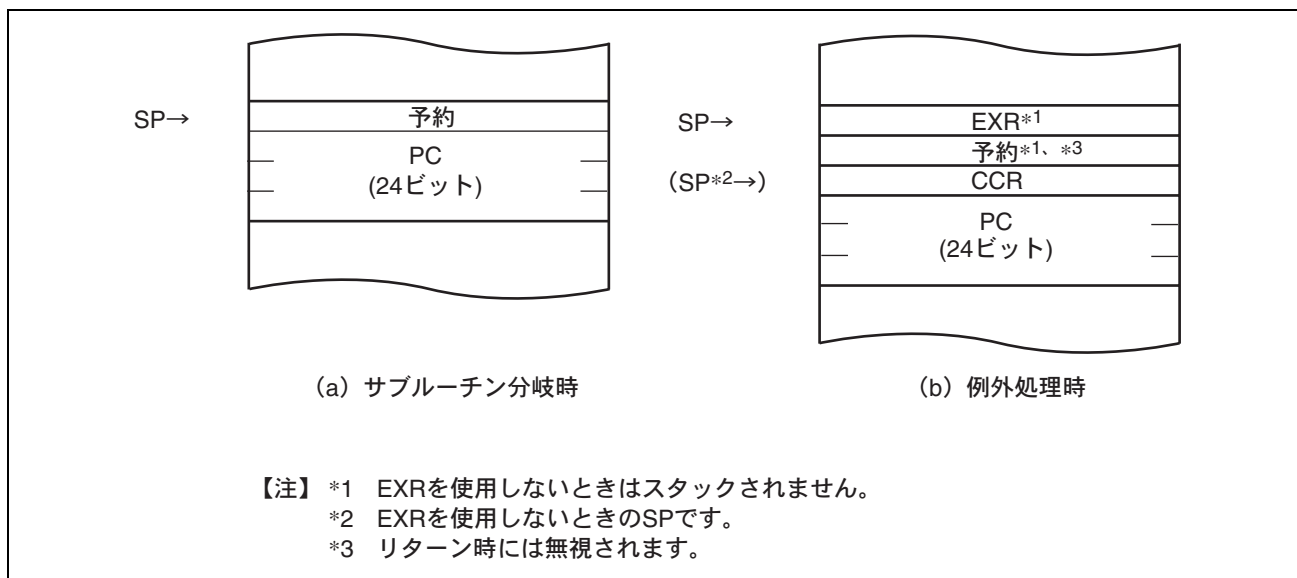 SP→
予約
PC
(24ビット)
(a) サブルーチン分岐時
SP→
(SP*2→)
EXR*1
予約*1、*3
CCR
PC
(24ビット)
(b) 例外処理時
【注】 *1 EXRを使用しないときはスタックされません。
*2 EXRを使用しないときのSPです。
*3 リターン時には無視されます。